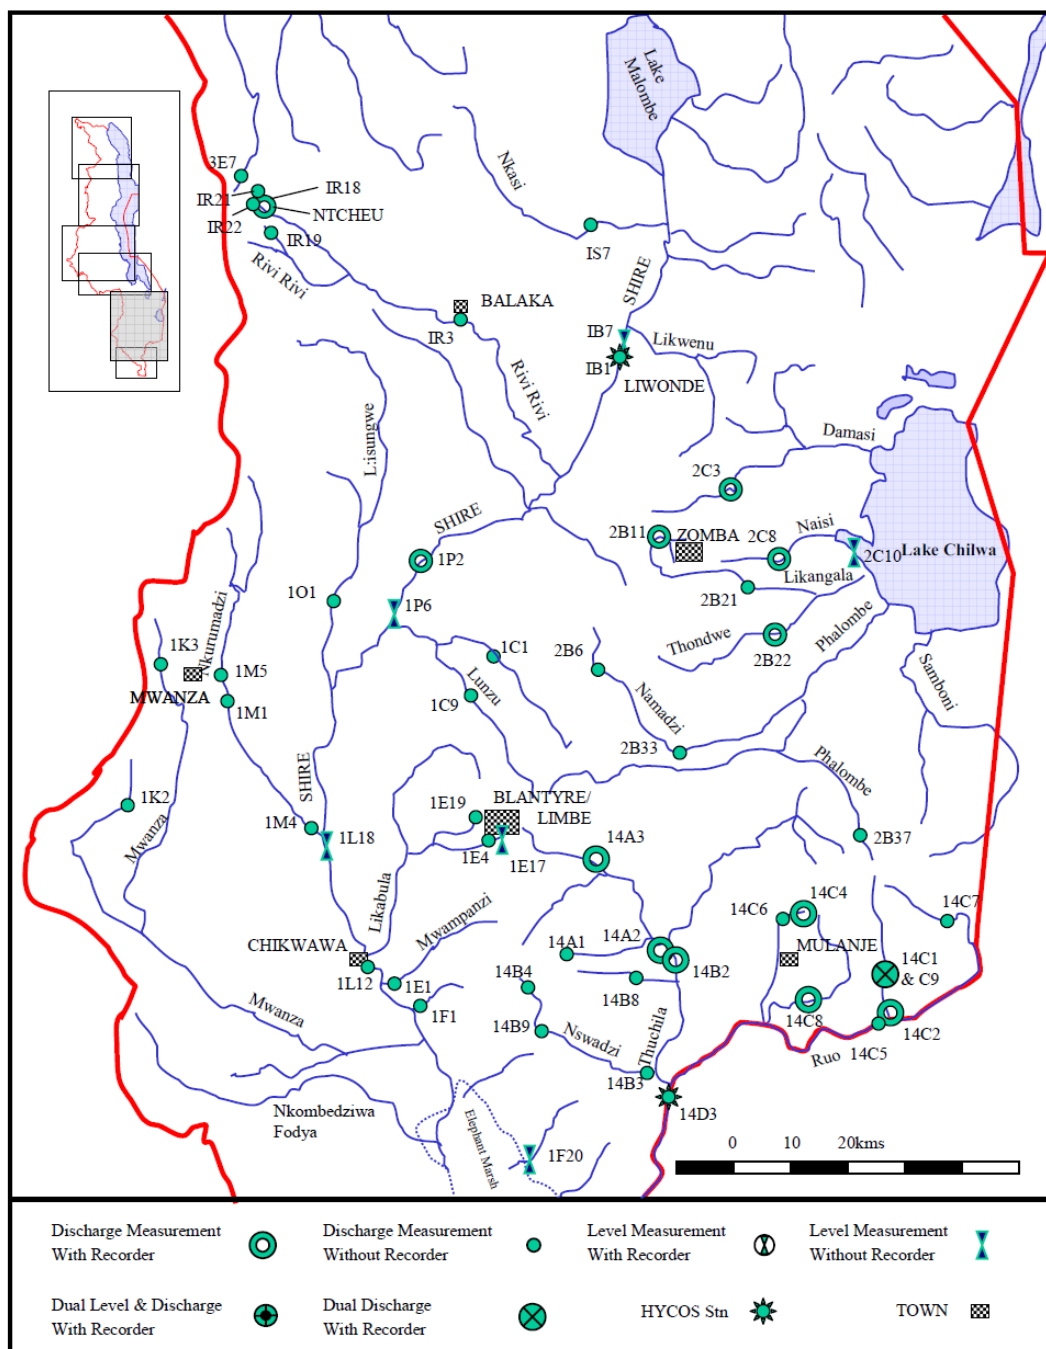 Lake
Malombe
Nkasi
3E7
IR18
IR21
NTCHEU
IR22
IR19
IS7
Rivi Rivi
SHIRE
BALAKA
IR3
IB7
Likwenu
IB1
LIWONDE
Rivi Rivi
L:isungwe
Damasi
2C3
SHIRE
2B11
ZOMBA
2C8
Naisi
Lake Chilwa
2C10
1P2
Likangala
2B21
1O1
1P6
Nkurumadzi
Phalombe
Thondwe
2B22
1K3
1C1
2B6
1M5
MWANZA
Lunzu
Samboni
1M1
1C9
Namadzi
2B33
SHIRE
Phalombe
1K2
BLANTYRE/
LIMBE
1E19
Mwanza
1M4
1L18
1E4
1E17
14A3
2B37
Likabula
14C4
14C6
14C7
Mwampanzi
CHIKWAWA
14A1
14A2
MULANJE
14C1
& C9
14B4
14B2
1L12
1E1
14B8
1F1
Mwanza
14C8
14C2
14B9
Nswadzi
Thuchila
14C5
Ruo
14B3
Nkombedziwa
Fodya
14D3
Elephant Marsh
0 10 20kms
1F20
Discharge Measurement
With Recorder
Discharge Measurement
Without Recorder
Level Measurement
With Recorder
Level Measurement
Without Recorder
Dual Level & Discharge
With Recorder
Dual Discharge
With Recorder
HYCOS Stn
TOWN